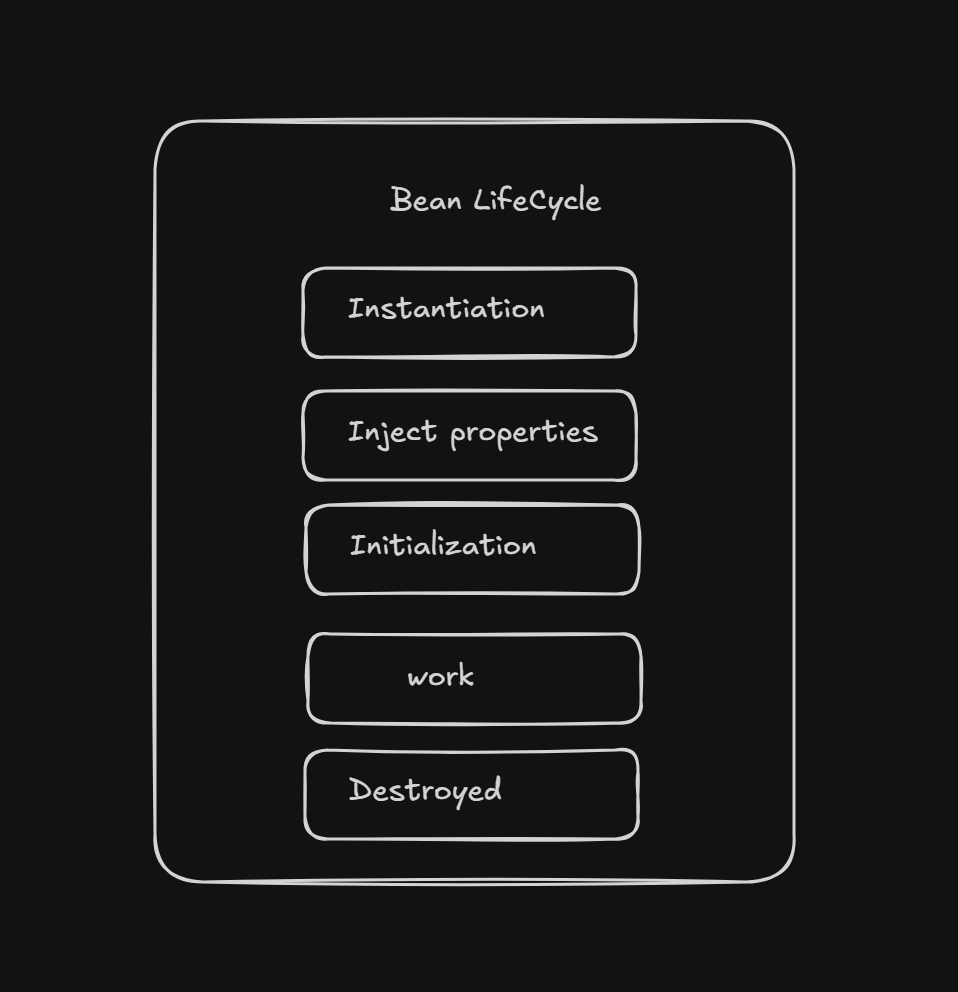 Bean LifeCycle
Instantiation
Inject properties
Initialization
work
Destroyed